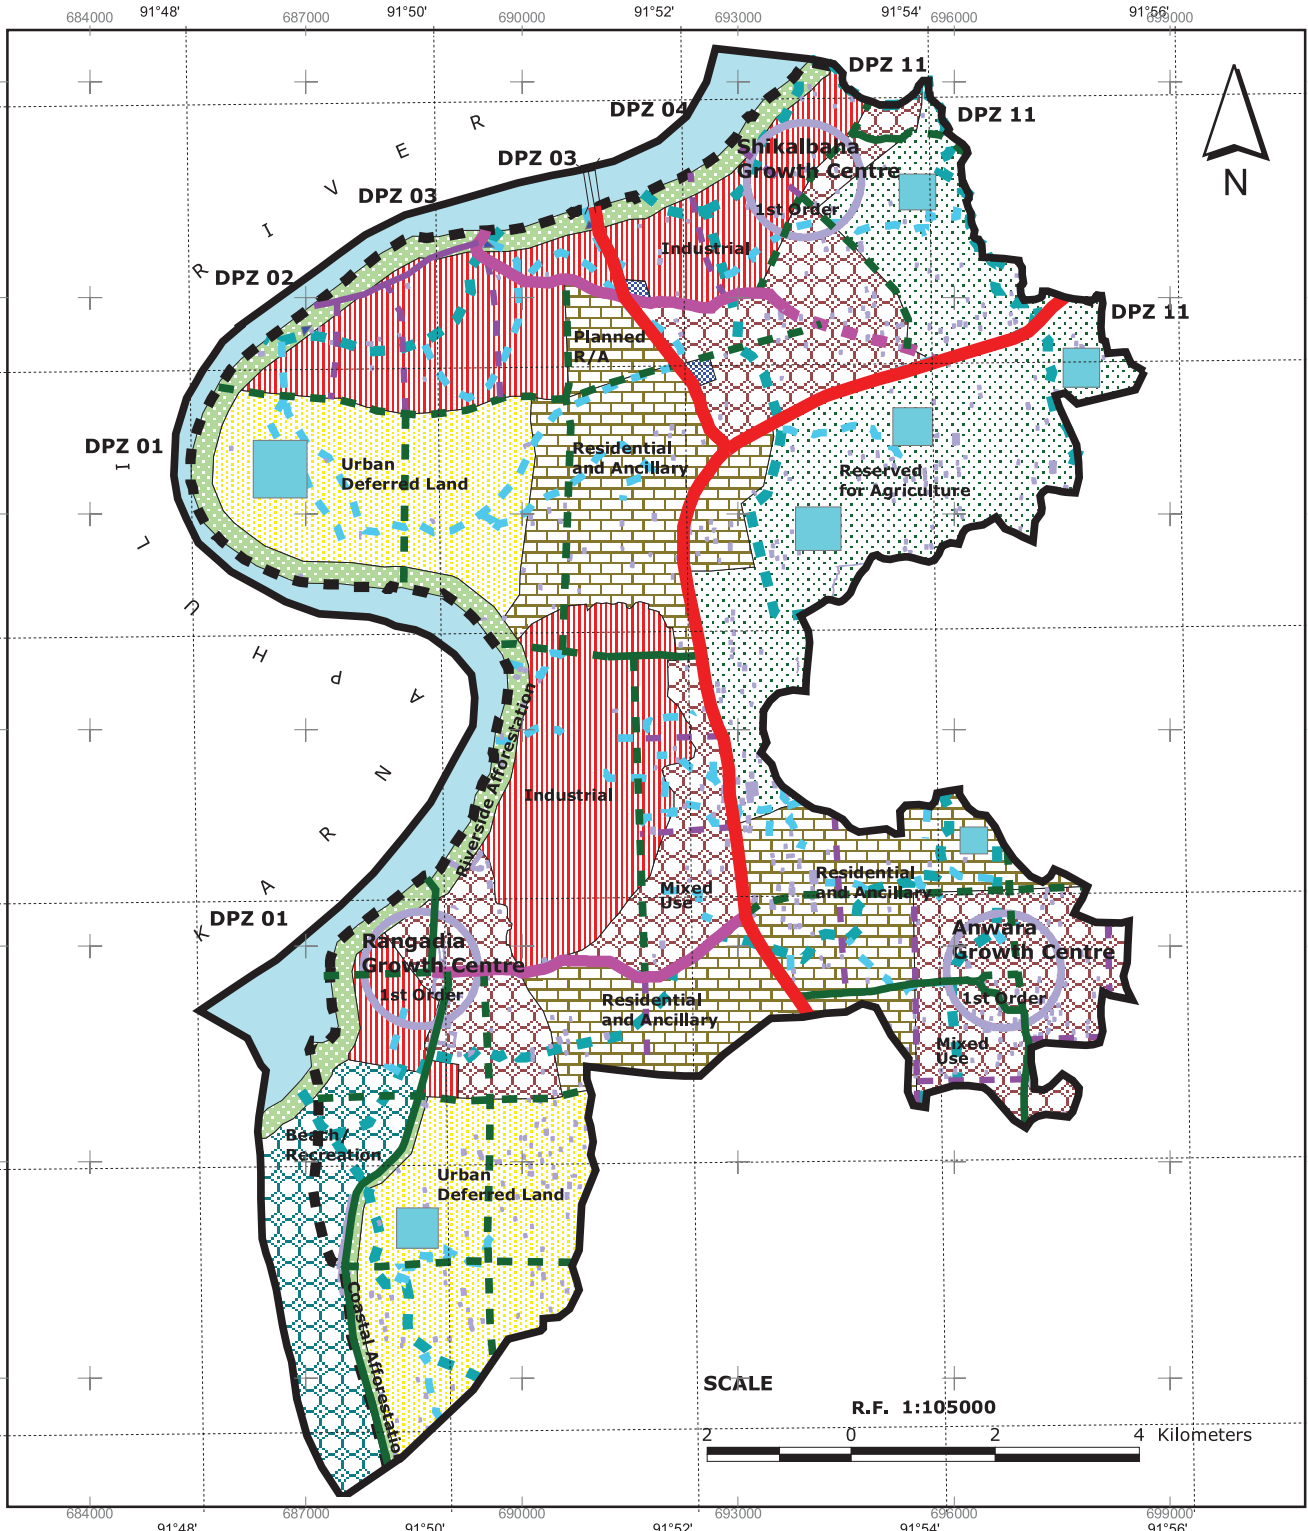 91°48' 91°50' 91°52' 91°54' 91°56'
684000 687000 690000 693000 696000 699000
DPZ 11
DPZ 04
DPZ 11
R I V E R
DPZ 03
Shikalbaha
Growth Centre
1st Order
DPZ 03
N
Industrial
DPZ 02
DPZ 11
Planned
R/A
DPZ 01
Urban
Deferred Land
Residential
and Ancillary
Reserved
for Agriculture
K A R N A P H U L I
Riverside Afforestation
Industrial
Mixed
Use
Residential
and Ancillary
DPZ 01
Rangadia
Growth Centre
1st Order
Anwara
Growth Centre
1st Order
Residential
and Ancillary
Mixed
Use
Beach/
Recreation
Urban
Deferred Land
Coastal Afforestatio
SCALE
R.F. 1:105000
2 0 2 4 Kilometers
684000 687000 690000 693000 696000 699000
91°48' 91°50' 91°52' 91°54' 91°56'